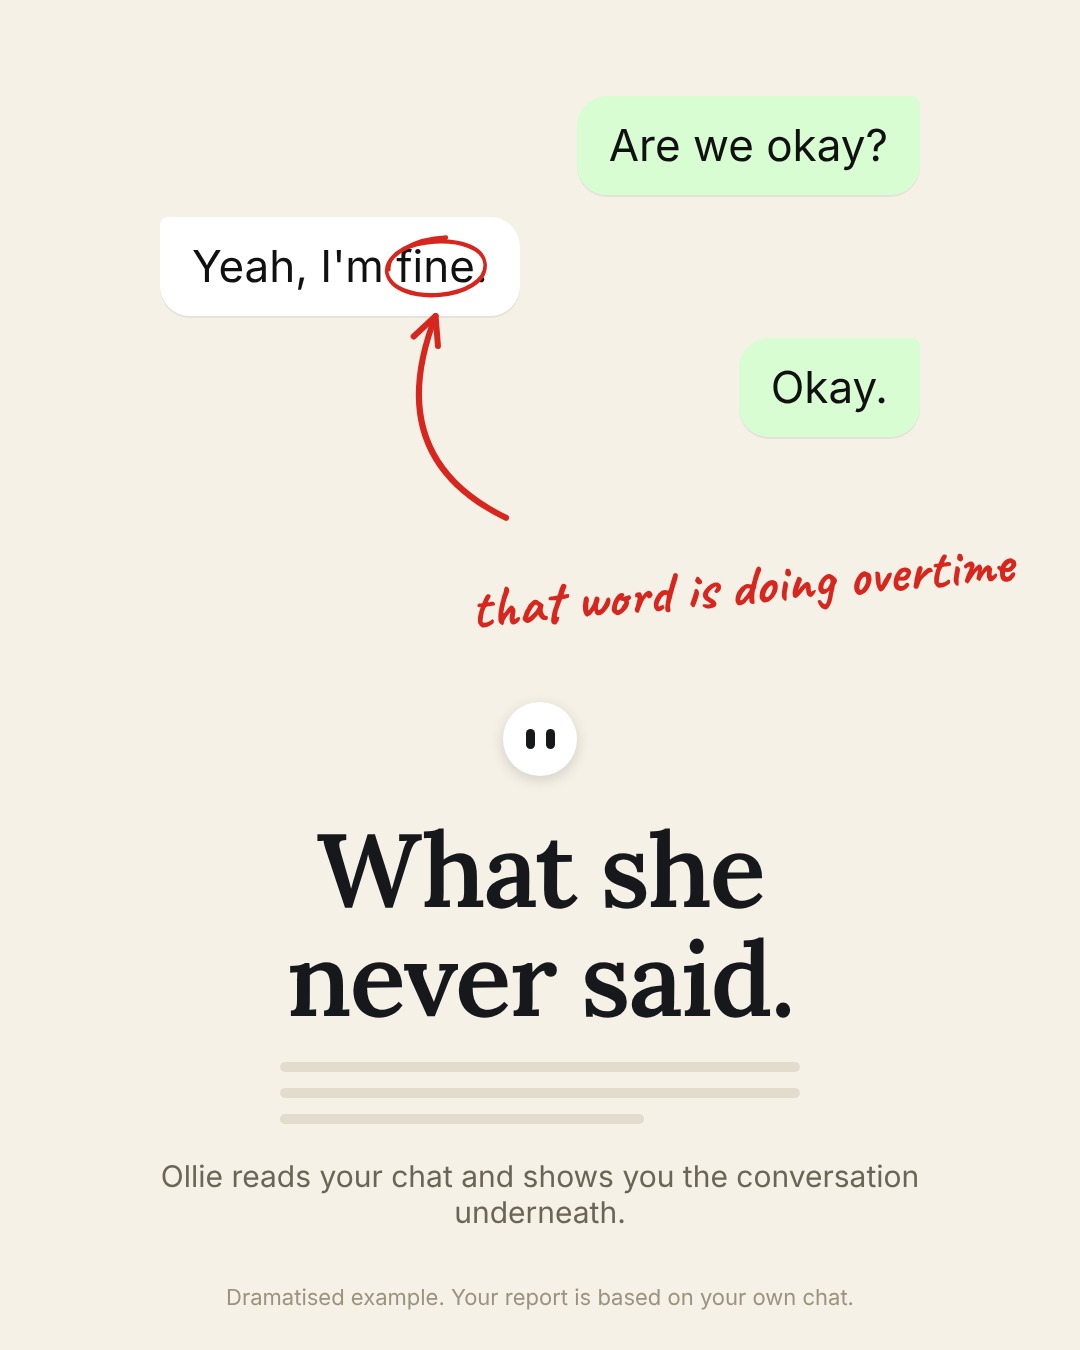 Are we okay?
Yeah, I'm fine.
Okay.
that word is doing overtime
What she
never said.
Ollie reads your chat and shows you the conversation
underneath.
Dramatised example. Your report is based on your own chat.